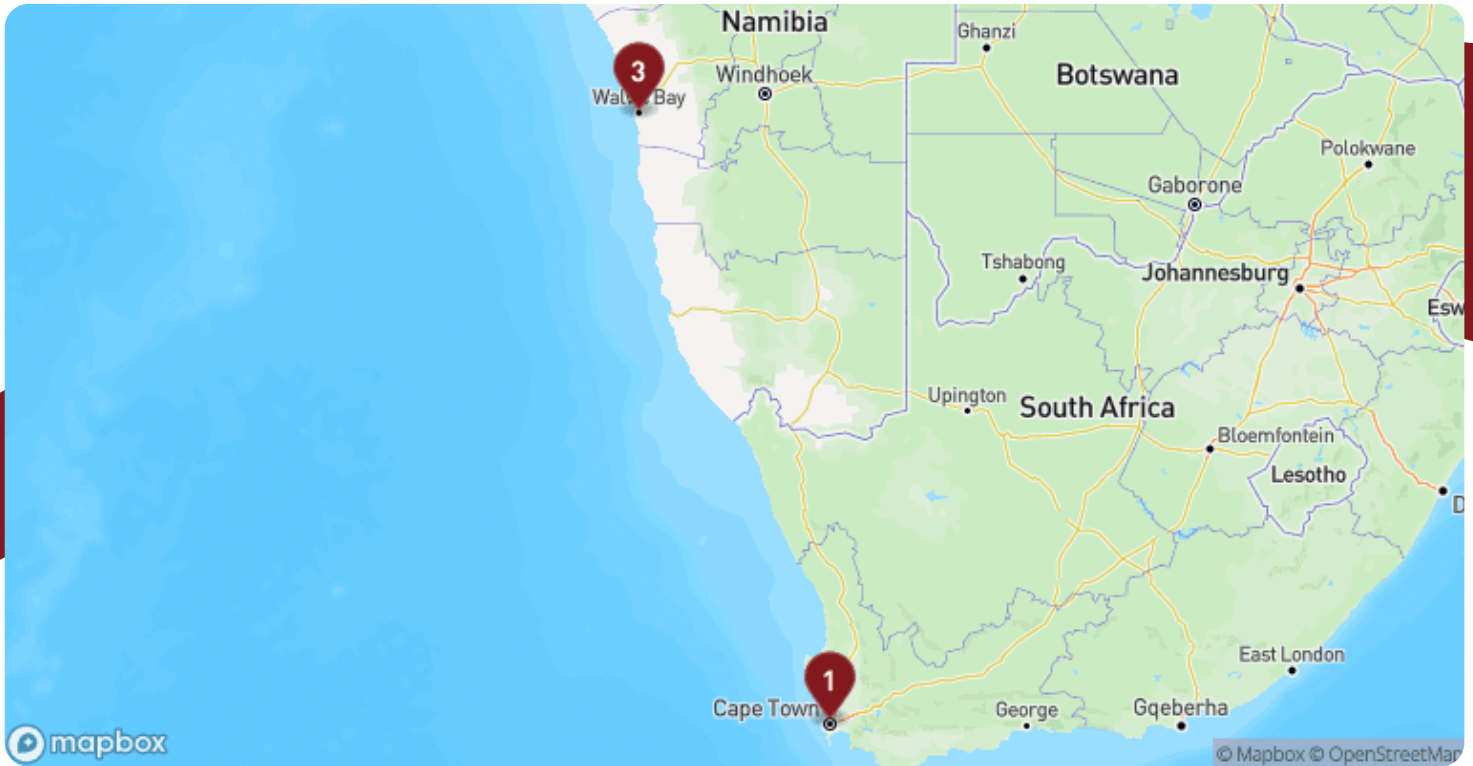 Namibia
Ghanzi
3
Windhoek
Botswana
Walvis Bay
Polokwane
Gaborone
Tshabong
Johannesburg
Esw
Upington
South Africa
Bloemfontein
Lesotho
D
East London
1
Cape Town
George
Gqeberha
mapbox
© Mapbox © OpenStreetMap